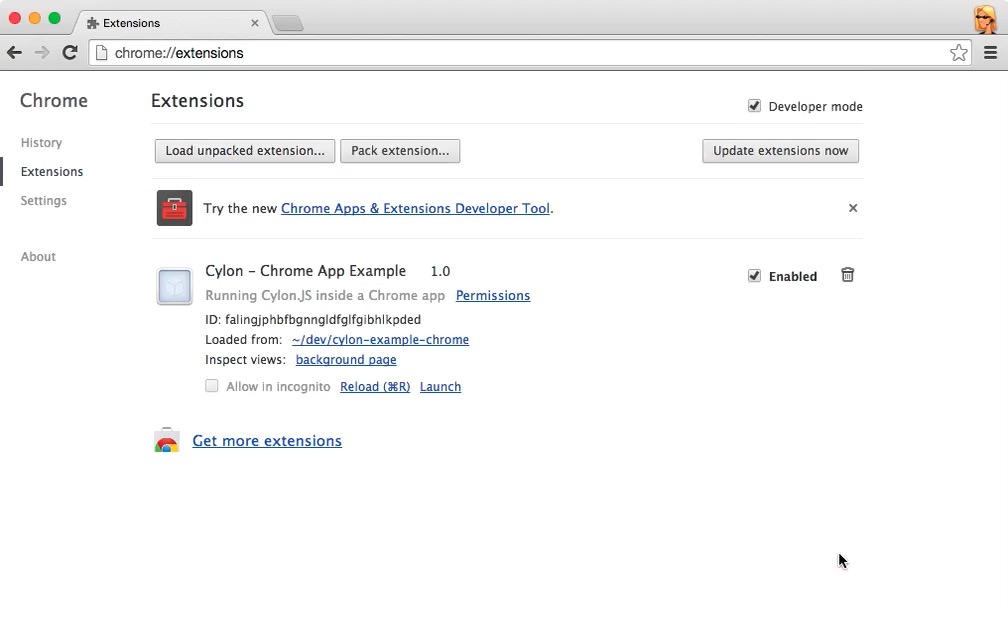 Extensions
chrome://extensions
Chrome
History
Extensions
Settings
About
Extensions
Developer mode
Load unpacked extension... Pack extension... Update extensions now
Try the new Chrome Apps & Extensions Developer Tool.
Cylon - Chrome App Example 1.0
Enabled
Running Cylon.JS inside a Chrome app Permissions
ID: falingjphbfbgnngldfglfgibhlkpded
Loaded from: ~/dev/cylon-example-chrome
Inspect views: background page
Allow in incognito Reload (⌘R) Launch
Get more extensions